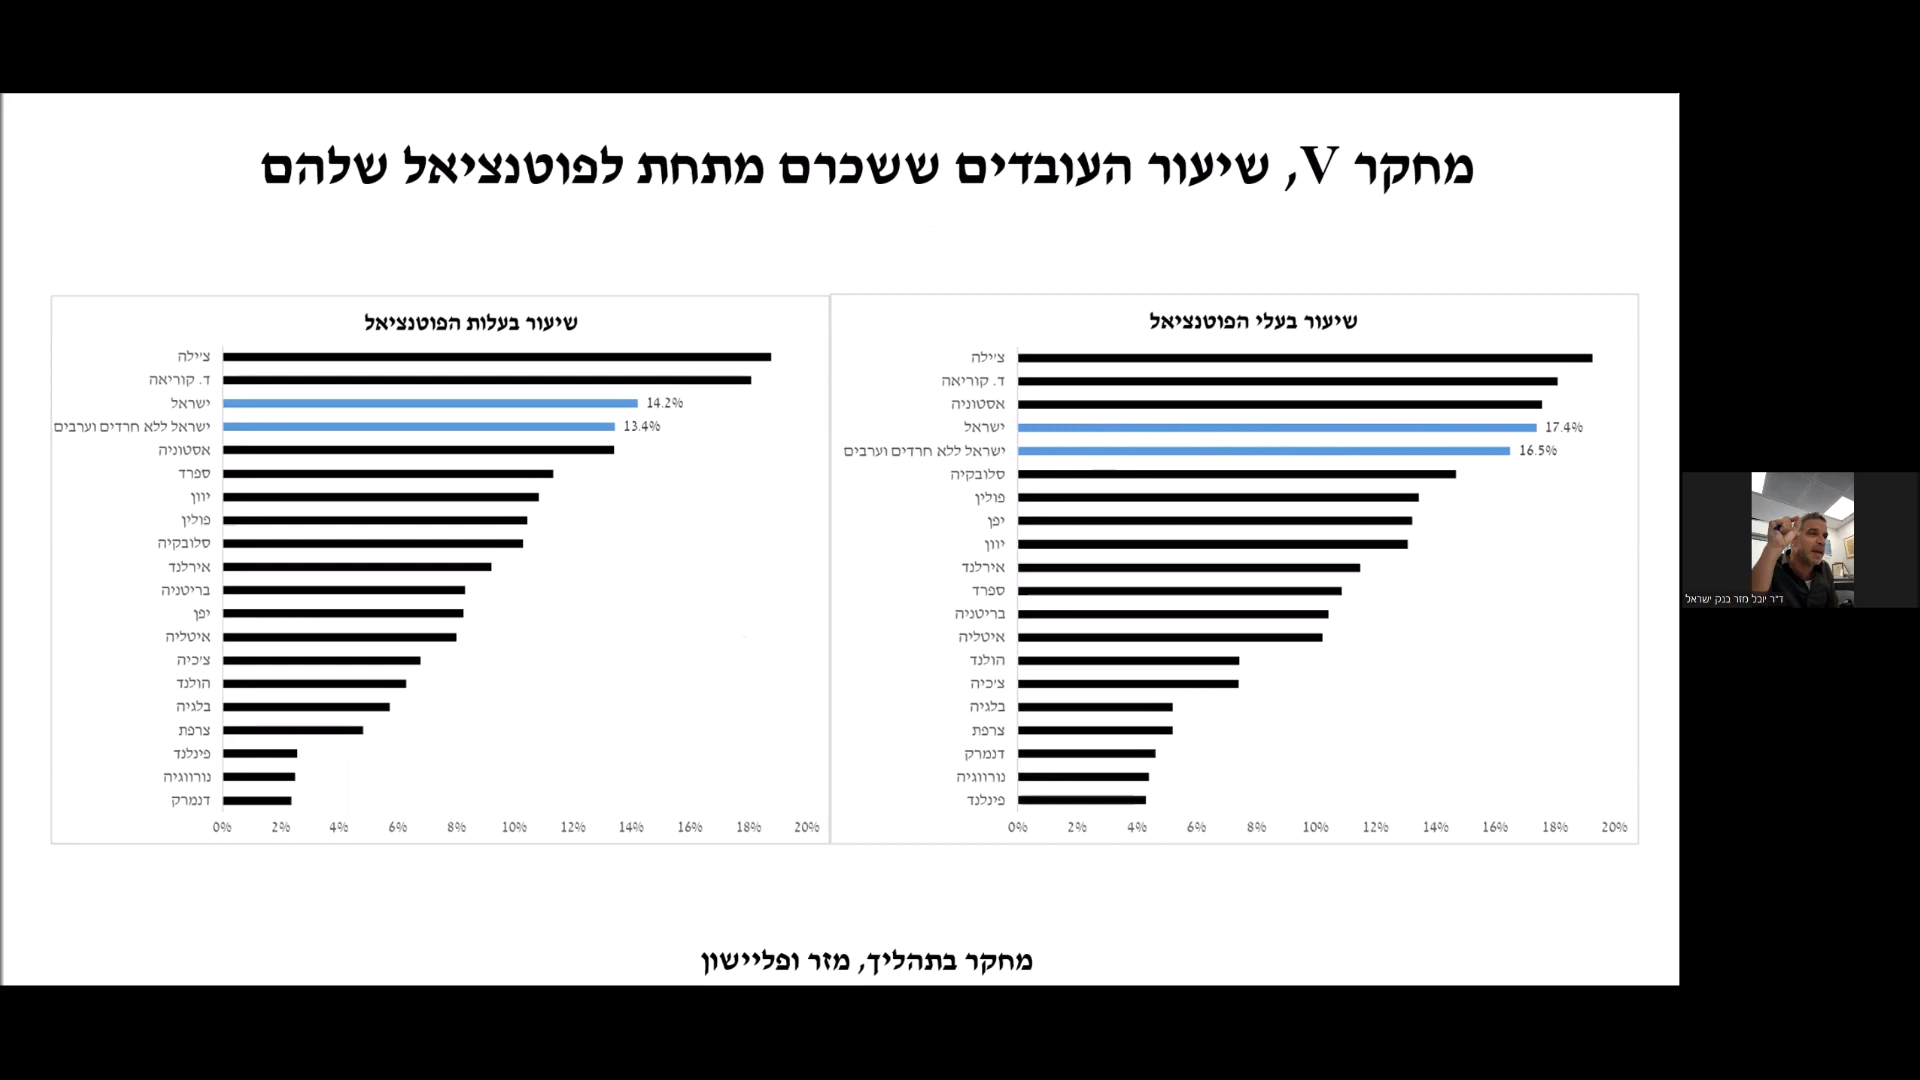 מחקר V, שיעור העובדים ששכרם מתחת לפוטנציאל שלהם
שיעור בעלי הפוטנציאל
צ'ילה
ד. קוריאה
אסטוניה
ישראל 17.4%
ישראל ללא חרדים וערבים 16.5%
סלובקיה
פולין
יפן
יוון
אירלנד
ספרד
בריטניה
איטליה
הולנד
צ'כיה
בלגיה
צרפת
דנמרק
נורווגיה
פינלנד
0% 2% 4% 6% 8% 10% 12% 14% 16% 18% 20%
שיעור בעלות הפוטנציאל
צ'ילה
ד. קוריאה
ישראל 14.2%
ישראל ללא חרדים וערבים 13.4%
אסטוניה
ספרד
יוון
פולין
סלובקיה
אירלנד
בריטניה
יפן
איטליה
צ'כיה
הולנד
בלגיה
צרפת
פינלנד
נורווגיה
דנמרק
0% 2% 4% 6% 8% 10% 12% 14% 16% 18% 20%
מחקר בתהליך, מזר ופליישון
ד״ר יובל מזר בנק ישראל